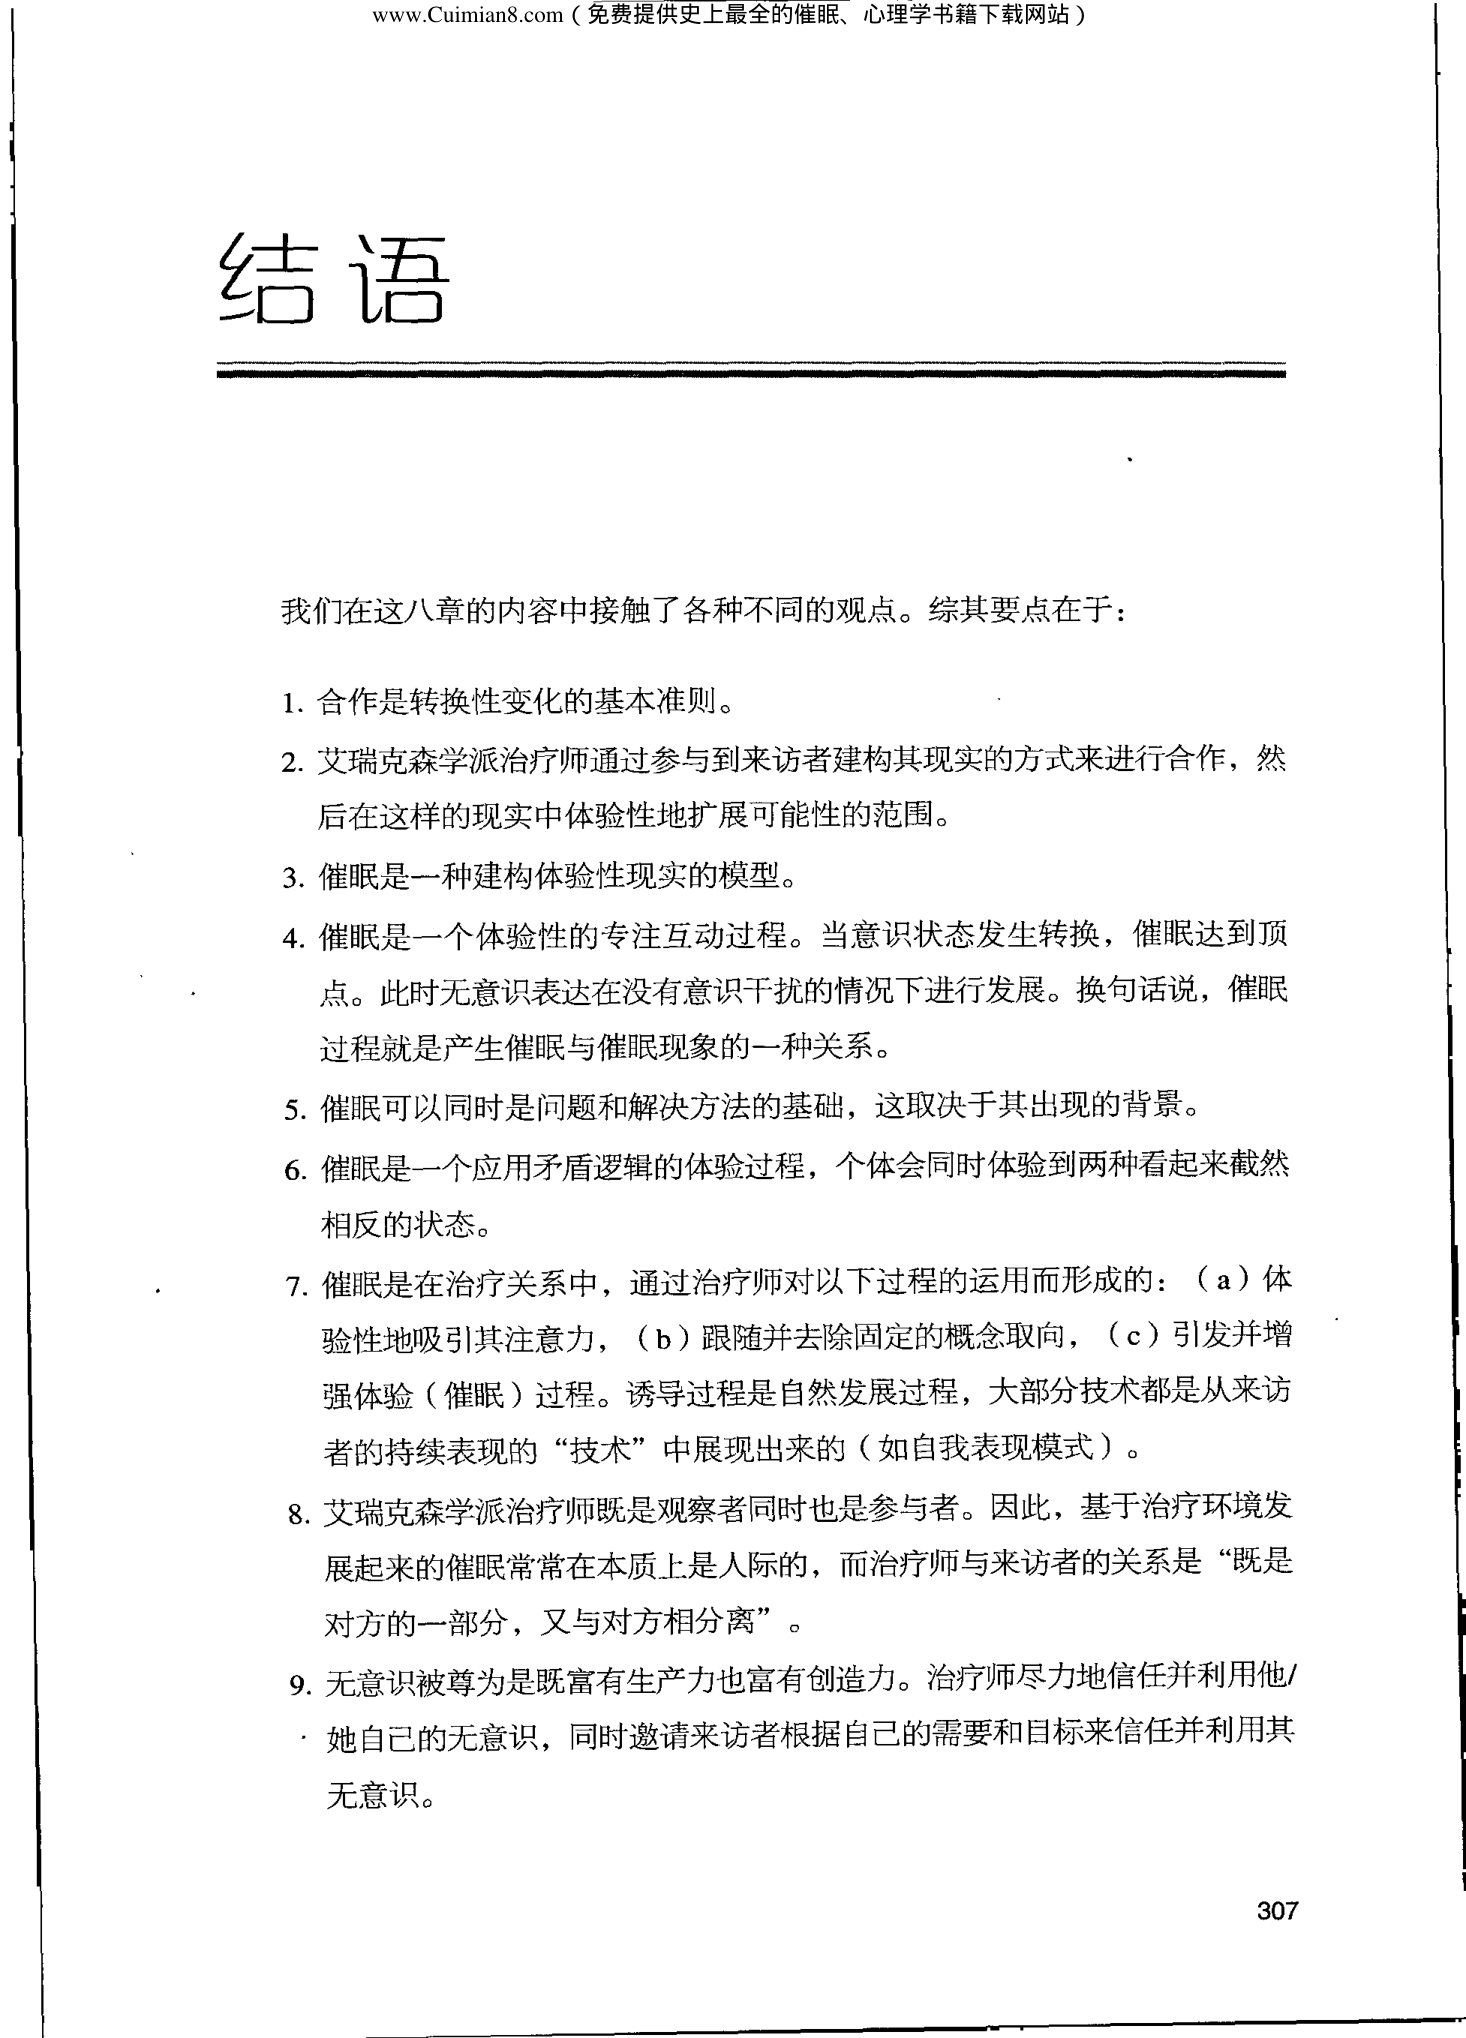 www.Cuimian8.com（免费提供史上最全的催眠、心理学书籍下载网站）
结语
我们在这八章的内容中接触了各种不同的观点。综其要点在于：
1. 合作是转换性变化的基本准则。
2. 艾瑞克森学派治疗师通过参与到来访者建构其现实的方式来进行合作，然
后在这样的现实中体验性地扩展可能性的范围。
3. 催眠是一种建构体验性现实的模型。
4. 催眠是一个体验性的专注互动过程。当意识状态发生转换，催眠达到顶
点。此时无意识表达在没有意识干扰的情况下进行发展。换句话说，催眠
过程就是产生催眠与催眠现象的一种关系。
5. 催眠可以同时是问题和解决方法的基础，这取决于其出现的背景。
6. 催眠是一个应用矛盾逻辑的体验过程，个体会同时体验到两种看起来截然
相反的状态。
7. 催眠是在治疗关系中，通过治疗师对以下过程的运用而形成的：（a）体
验性地吸引其注意力，（b）跟随并去除固定的概念取向，（c）引发并增
强体验（催眠）过程。诱导过程是自然发展过程，大部分技术都是从来访
者的持续表现的“技术”中展现出来的（如自我表现模式）。
8. 艾瑞克森学派治疗师既是观察者同时也是参与者。因此，基于治疗环境发
展起来的催眠常常在本质上是人际的，而治疗师与来访者的关系是“既是
对方的一部分，又与对方相分离”。
9. 无意识被尊为是既富有生产力也富有创造力。治疗师尽力地信任并利用他/
她自己的无意识，同时邀请来访者根据自己的需要和目标来信任并利用其
无意识。
307